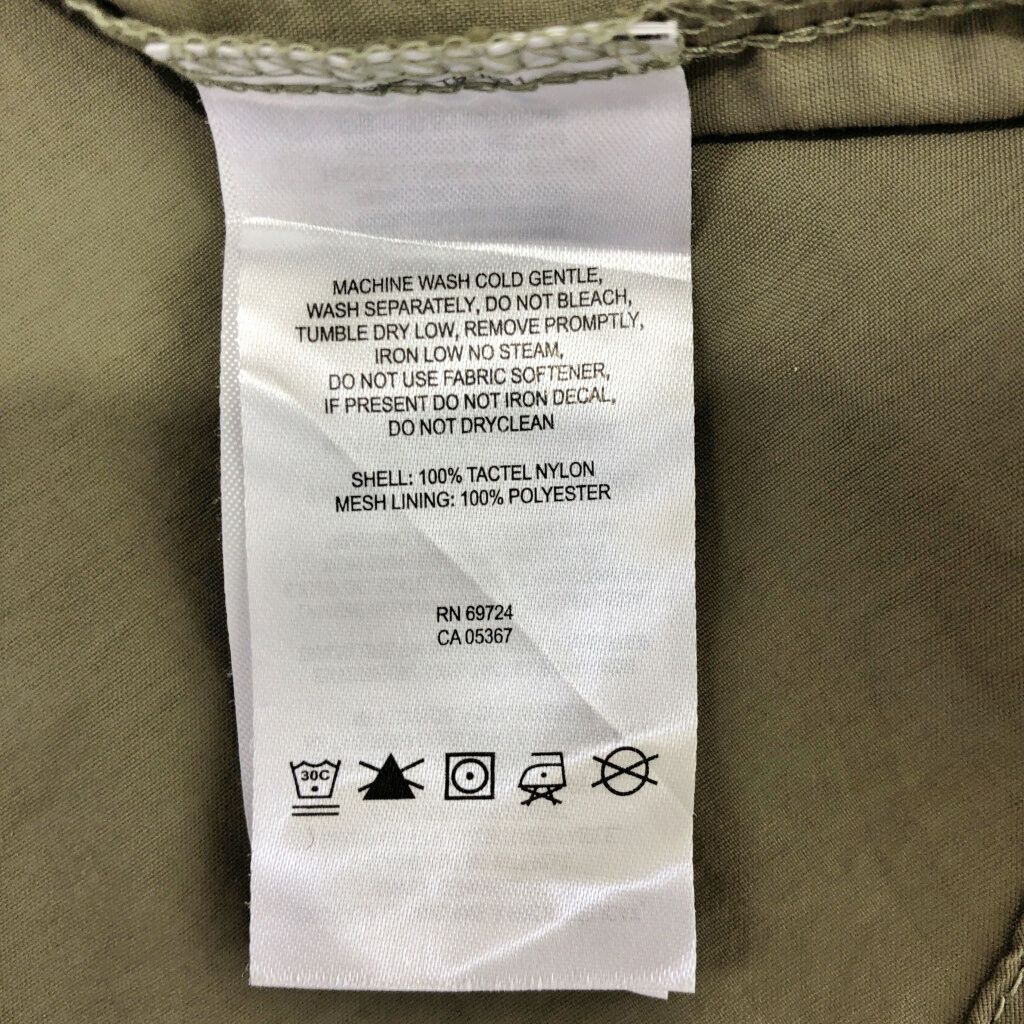 MACHINE WASH COLD GENTLE,
WASH SEPARATELY, DO NOT BLEACH,
TUMBLE DRY LOW, REMOVE PROMPTLY,
IRON LOW NO STEAM,
DO NOT USE FABRIC SOFTENER,
IF PRESENT DO NOT IRON DECAL,
DO NOT DRYCLEAN
SHELL: 100% TACTEL NYLON
MESH LINING: 100% POLYESTER
RN 69724
CA 05367
30C